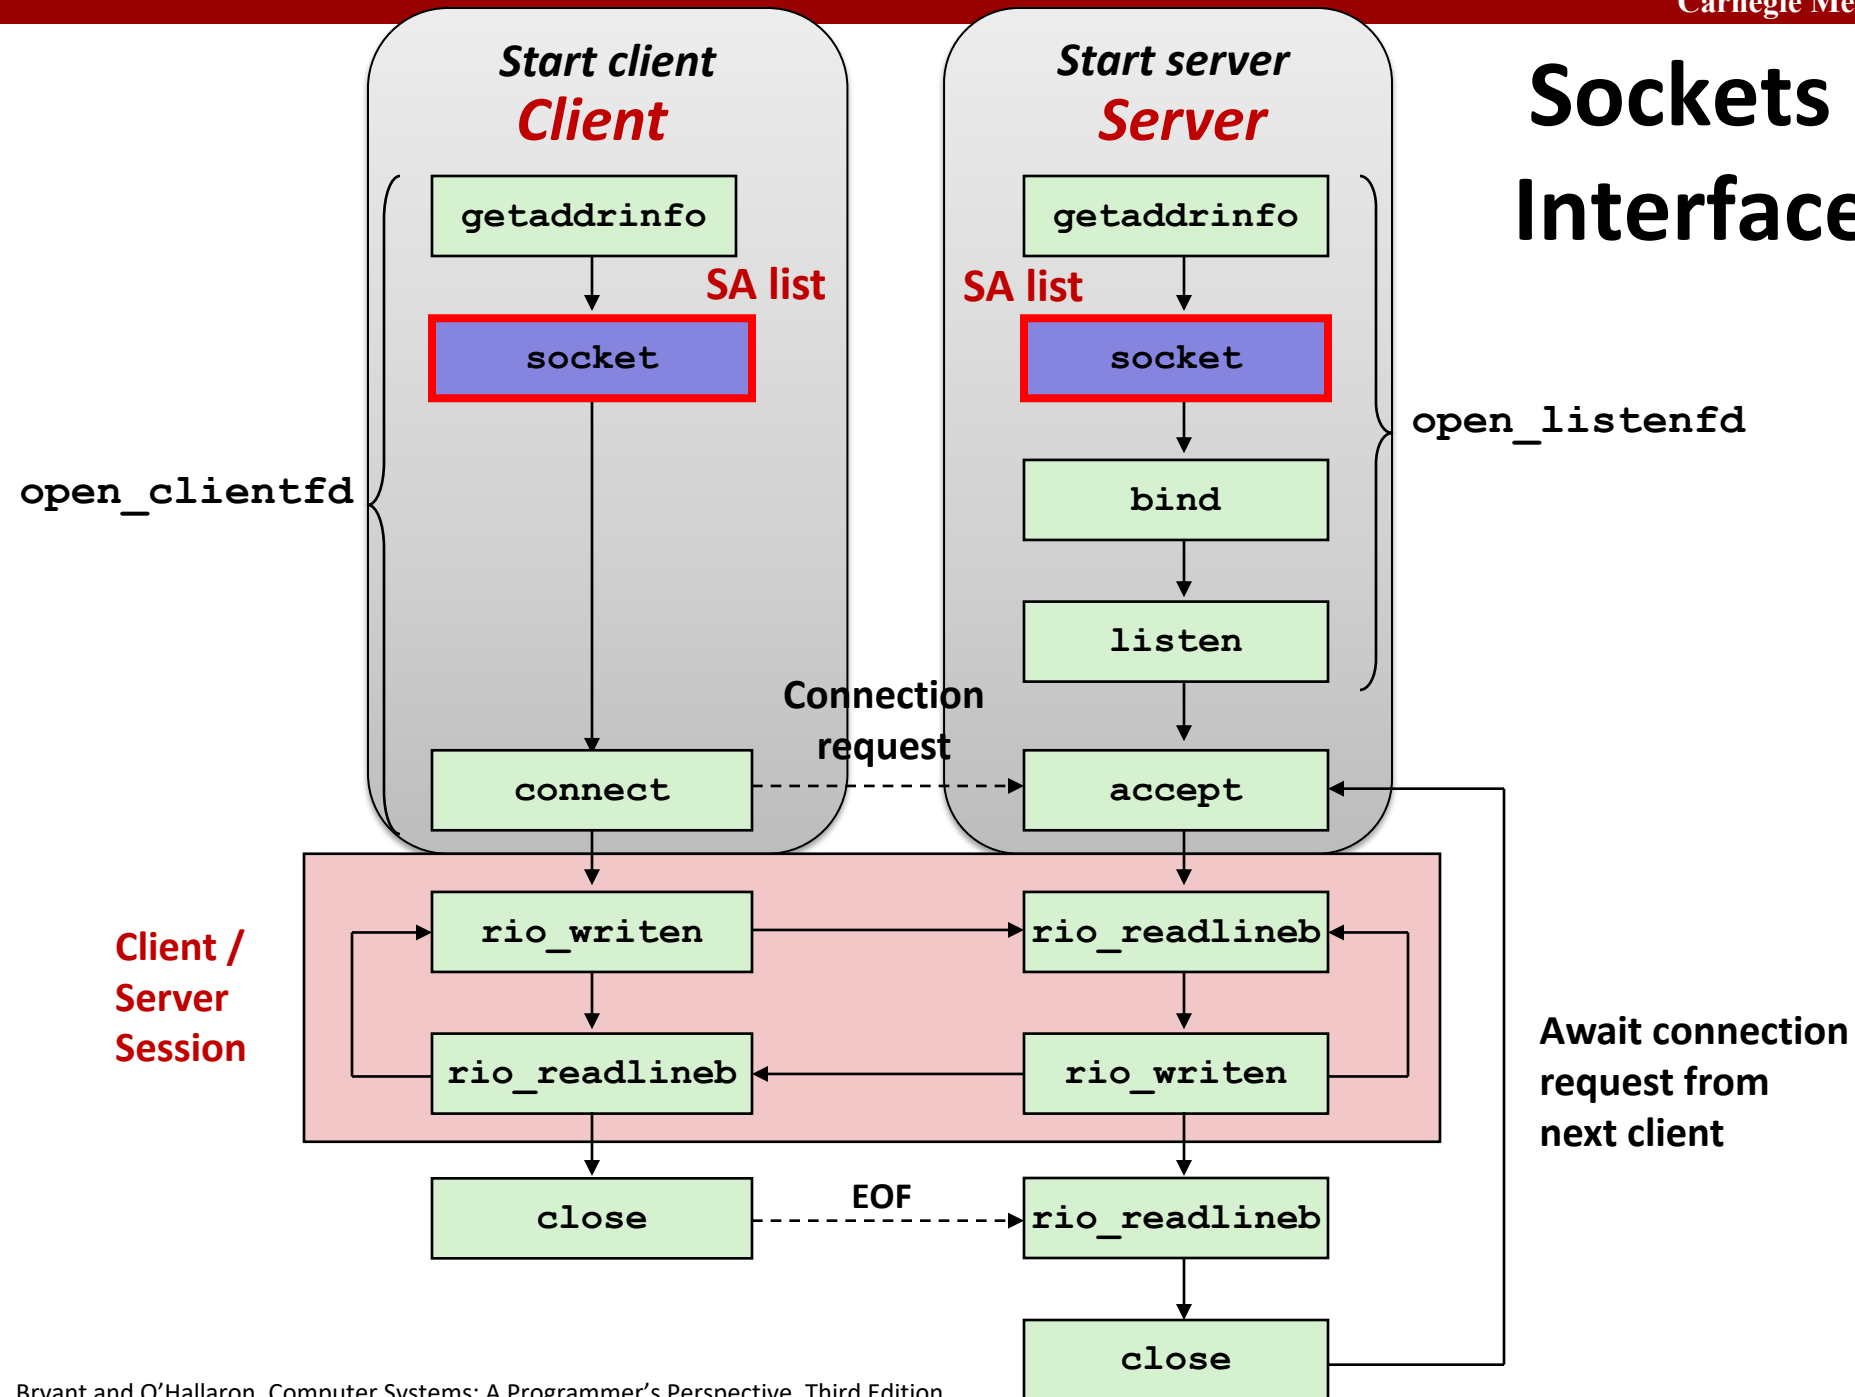 Carnegie Me
Start client
Client
Start server
Server
Sockets
Interface
getaddrinfo
getaddrinfo
SA list
SA list
socket
socket
open_listenfd
open_clientfd
bind
listen
Connection
request
connect
accept
Client /
Server
Session
rio_writen
rio_readlineb
rio_readlineb
rio_writen
Await connection
request from
next client
close
EOF
rio_readlineb
close
Bryant and O'Hallaron, Computer Systems: A Programmer's Perspective, Third Edition